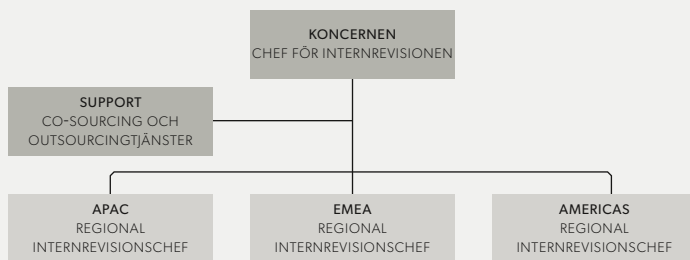 KONCERNEN
CHEF FÖR INTERNREVISIONEN
SUPPORT
CO-SOURCING OCH
OUTSOURCINGTJÄNSTER
APAC
REGIONAL
INTERNREVISIONSCHEF
EMEA
REGIONAL
INTERNREVISIONSCHEF
AMERICAS
REGIONAL
INTERNREVISIONSCHEF